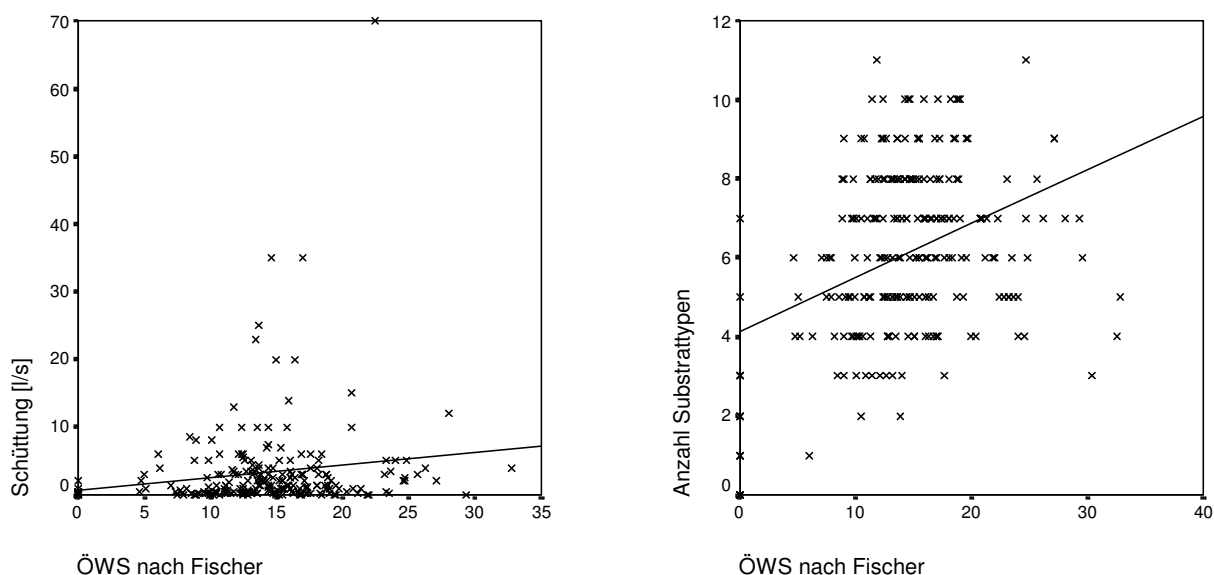 70
60
50
40
30
20
10
0
Schüttung [l/s]
0 5 10 15 20 25 30 35
ÖWS nach Fischer
12
10
8
6
4
2
0
Anzahl Substrattypen
0 10 20 30 40
ÖWS nach Fischer